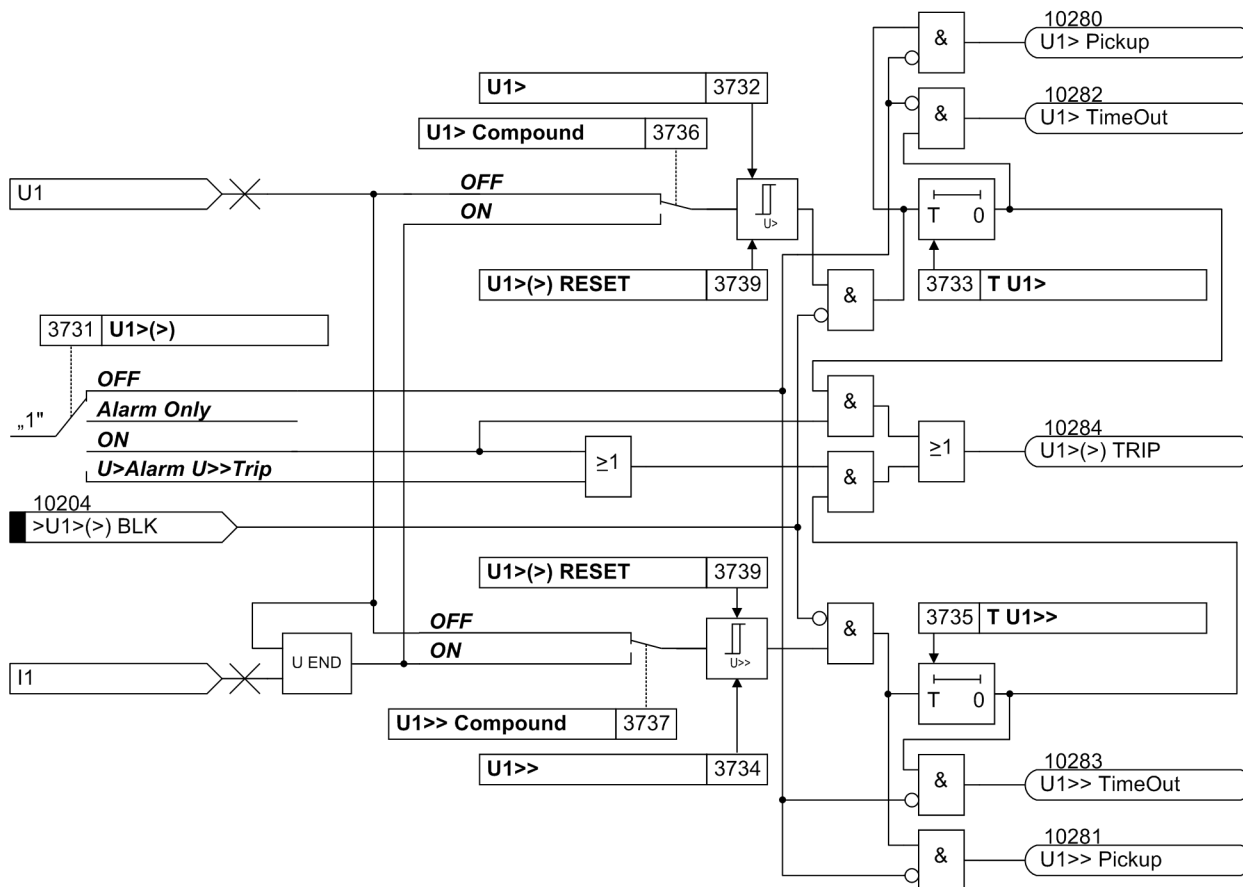 10280
& U1> Pickup
U1> 3732
10282
& U1> TimeOut
U1> Compound 3736
U1
OFF
ON
U>
T 0
U1>(>) RESET 3739
3733 T U1>
&
3731 U1>(>)
OFF
„1"
Alarm Only
ON
U>Alarm U>>Trip
≥1
&
&
≥1
10284
U1>(>) TRIP
10204
>U1>(>) BLK
U1>(>) RESET 3739
3735 T U1>>
OFF
ON
&
U END
U>>
T 0
I1
U1>> Compound 3737
U1>> 3734
10283
& U1>> TimeOut
10281
& U1>> Pickup